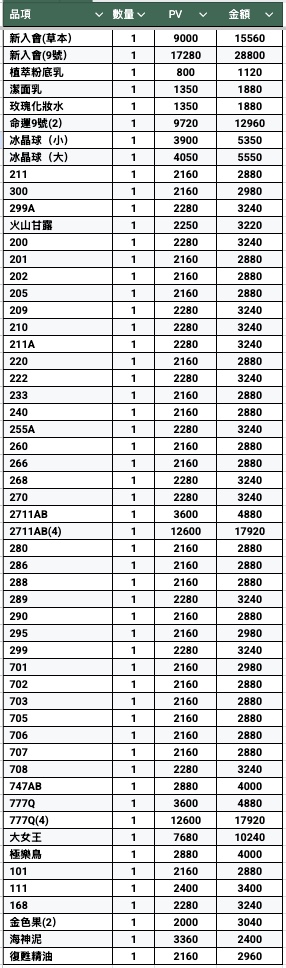 品項 數量 PV 金額
新入會(草本) 1 9000 15560
新入會(9號) 1 17280 28800
植萃粉底乳 1 800 1120
潔面乳 1 1350 1880
玫瑰化妝水 1 1350 1880
命運9號(2) 1 9720 12960
冰晶球（小） 1 3900 5350
冰晶球（大） 1 4050 5550
211 1 2160 2880
300 1 2160 2980
299A 1 2280 3240
火山甘露 1 2250 3220
200 1 2280 3240
201 1 2160 2880
202 1 2160 2880
205 1 2160 2880
209 1 2280 3240
210 1 2280 3240
211A 1 2280 3240
220 1 2160 2880
222 1 2280 3240
233 1 2160 2880
240 1 2160 2880
255A 1 2280 3240
260 1 2160 2880
266 1 2160 2880
268 1 2280 3240
270 1 2280 3240
2711AB 1 3600 4880
2711AB(4) 1 12600 17920
280 1 2160 2880
286 1 2160 2880
288 1 2160 2880
289 1 2280 3240
290 1 2160 2880
295 1 2160 2980
299 1 2280 3240
701 1 2160 2980
702 1 2160 2880
703 1 2160 2880
705 1 2160 2880
706 1 2160 2880
707 1 2160 2880
708 1 2280 3240
747AB 1 2880 4000
777Q 1 3600 4880
777Q(4) 1 12600 17920
大女王 1 7680 10240
極樂鳥 1 2880 4000
101 1 2160 2880
111 1 2400 3400
168 1 2280 3240
金色果(2) 1 2000 3040
海神泥 1 3360 2400
復甦精油 1 2160 2960